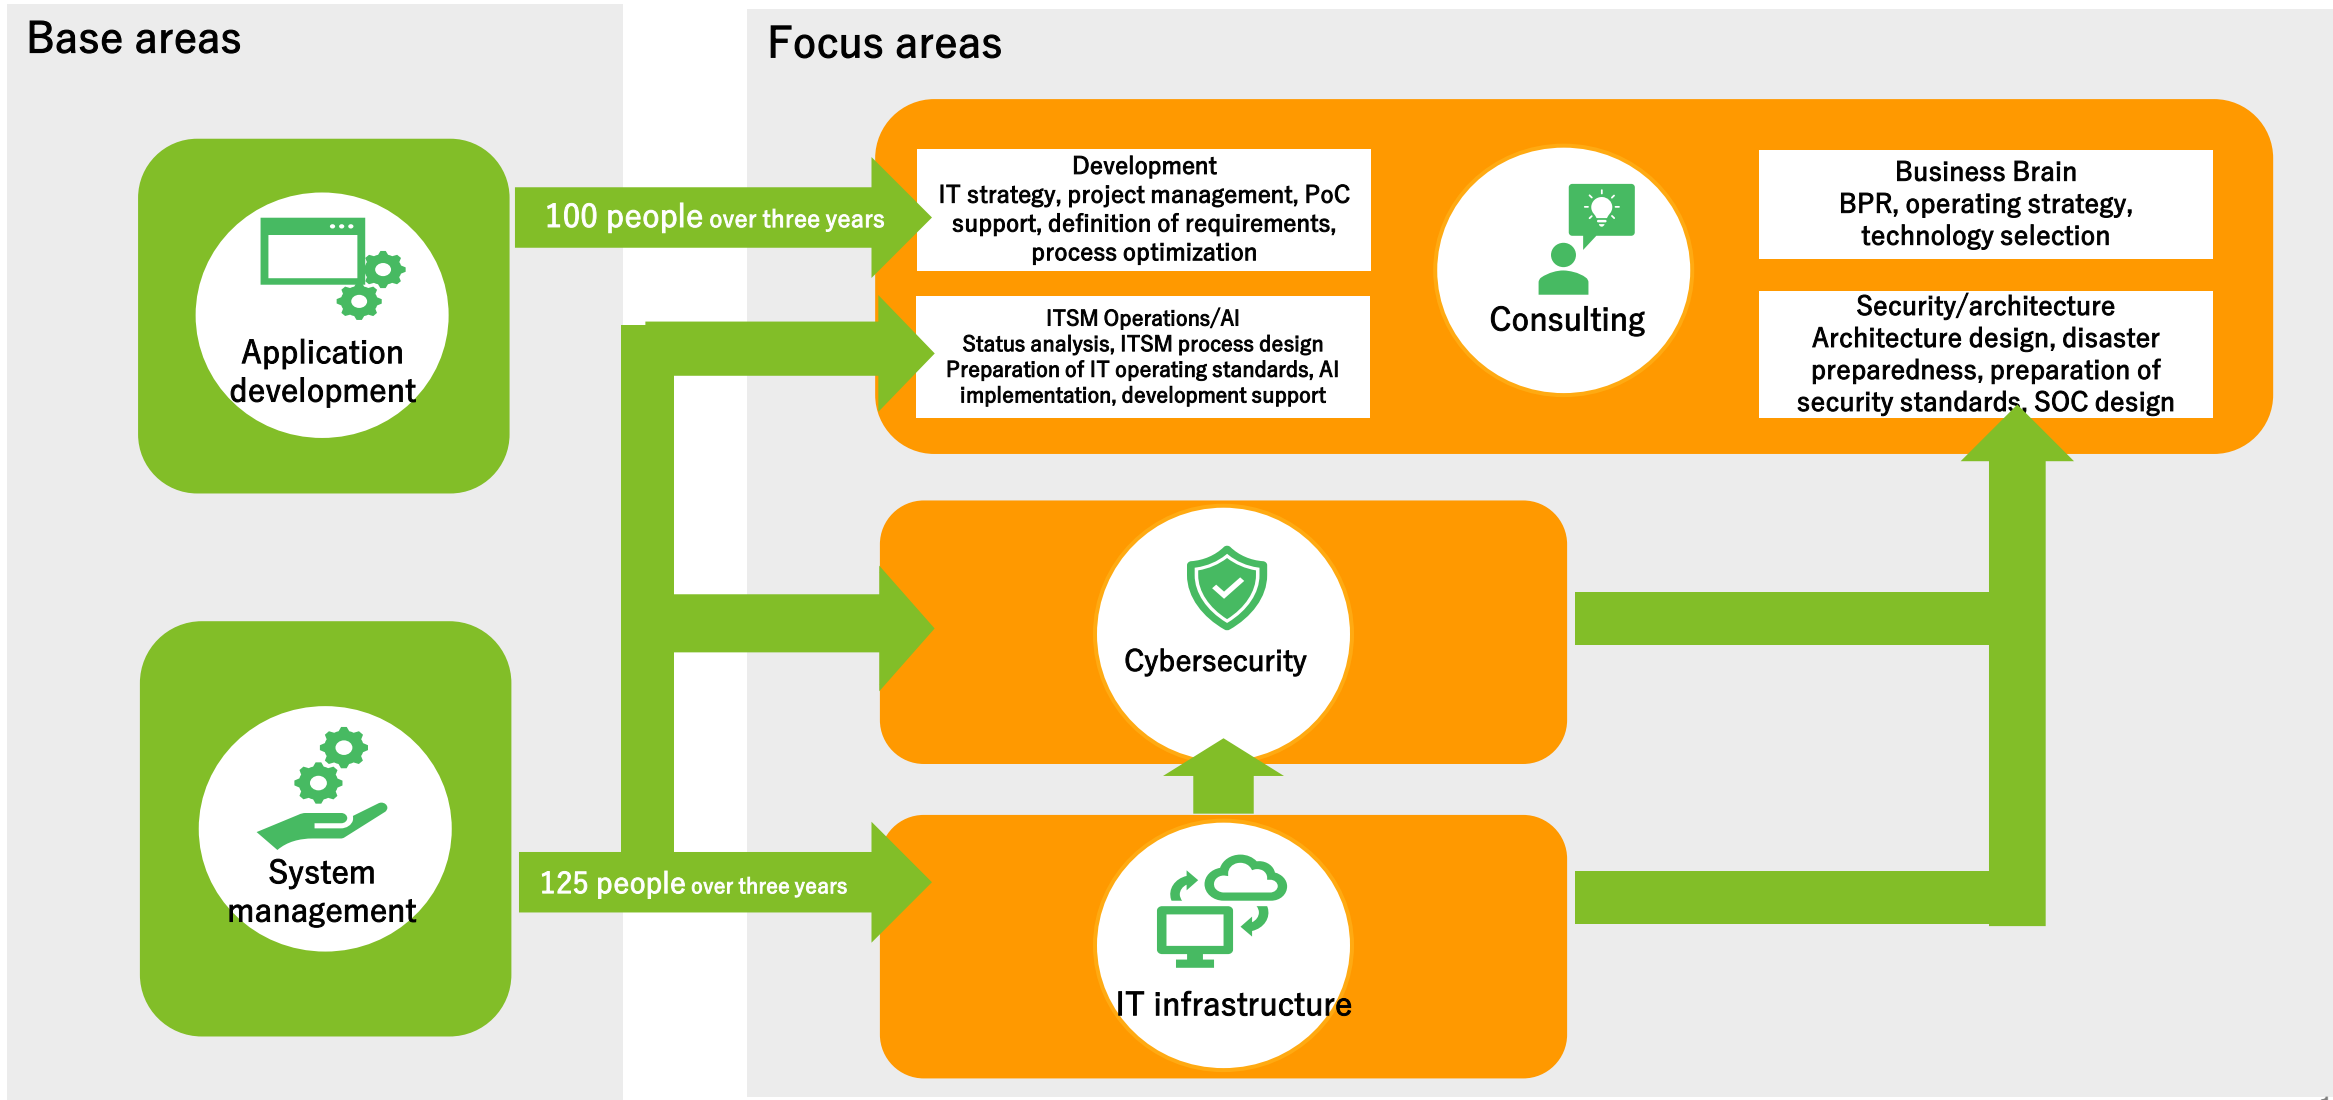 Base areas
Focus areas
Application
development
100 people over three years
Development
IT strategy, project management, PoC
support, definition of requirements,
process optimization
ITSM Operations/AI
Status analysis, ITSM process design
Preparation of IT operating standards, AI
implementation, development support
Consulting
Business Brain
BPR, operating strategy,
technology selection
Security/architecture
Architecture design, disaster
preparedness, preparation of
security standards, SOC design
Cybersecurity
System
management
125 people over three years
IT infrastructure